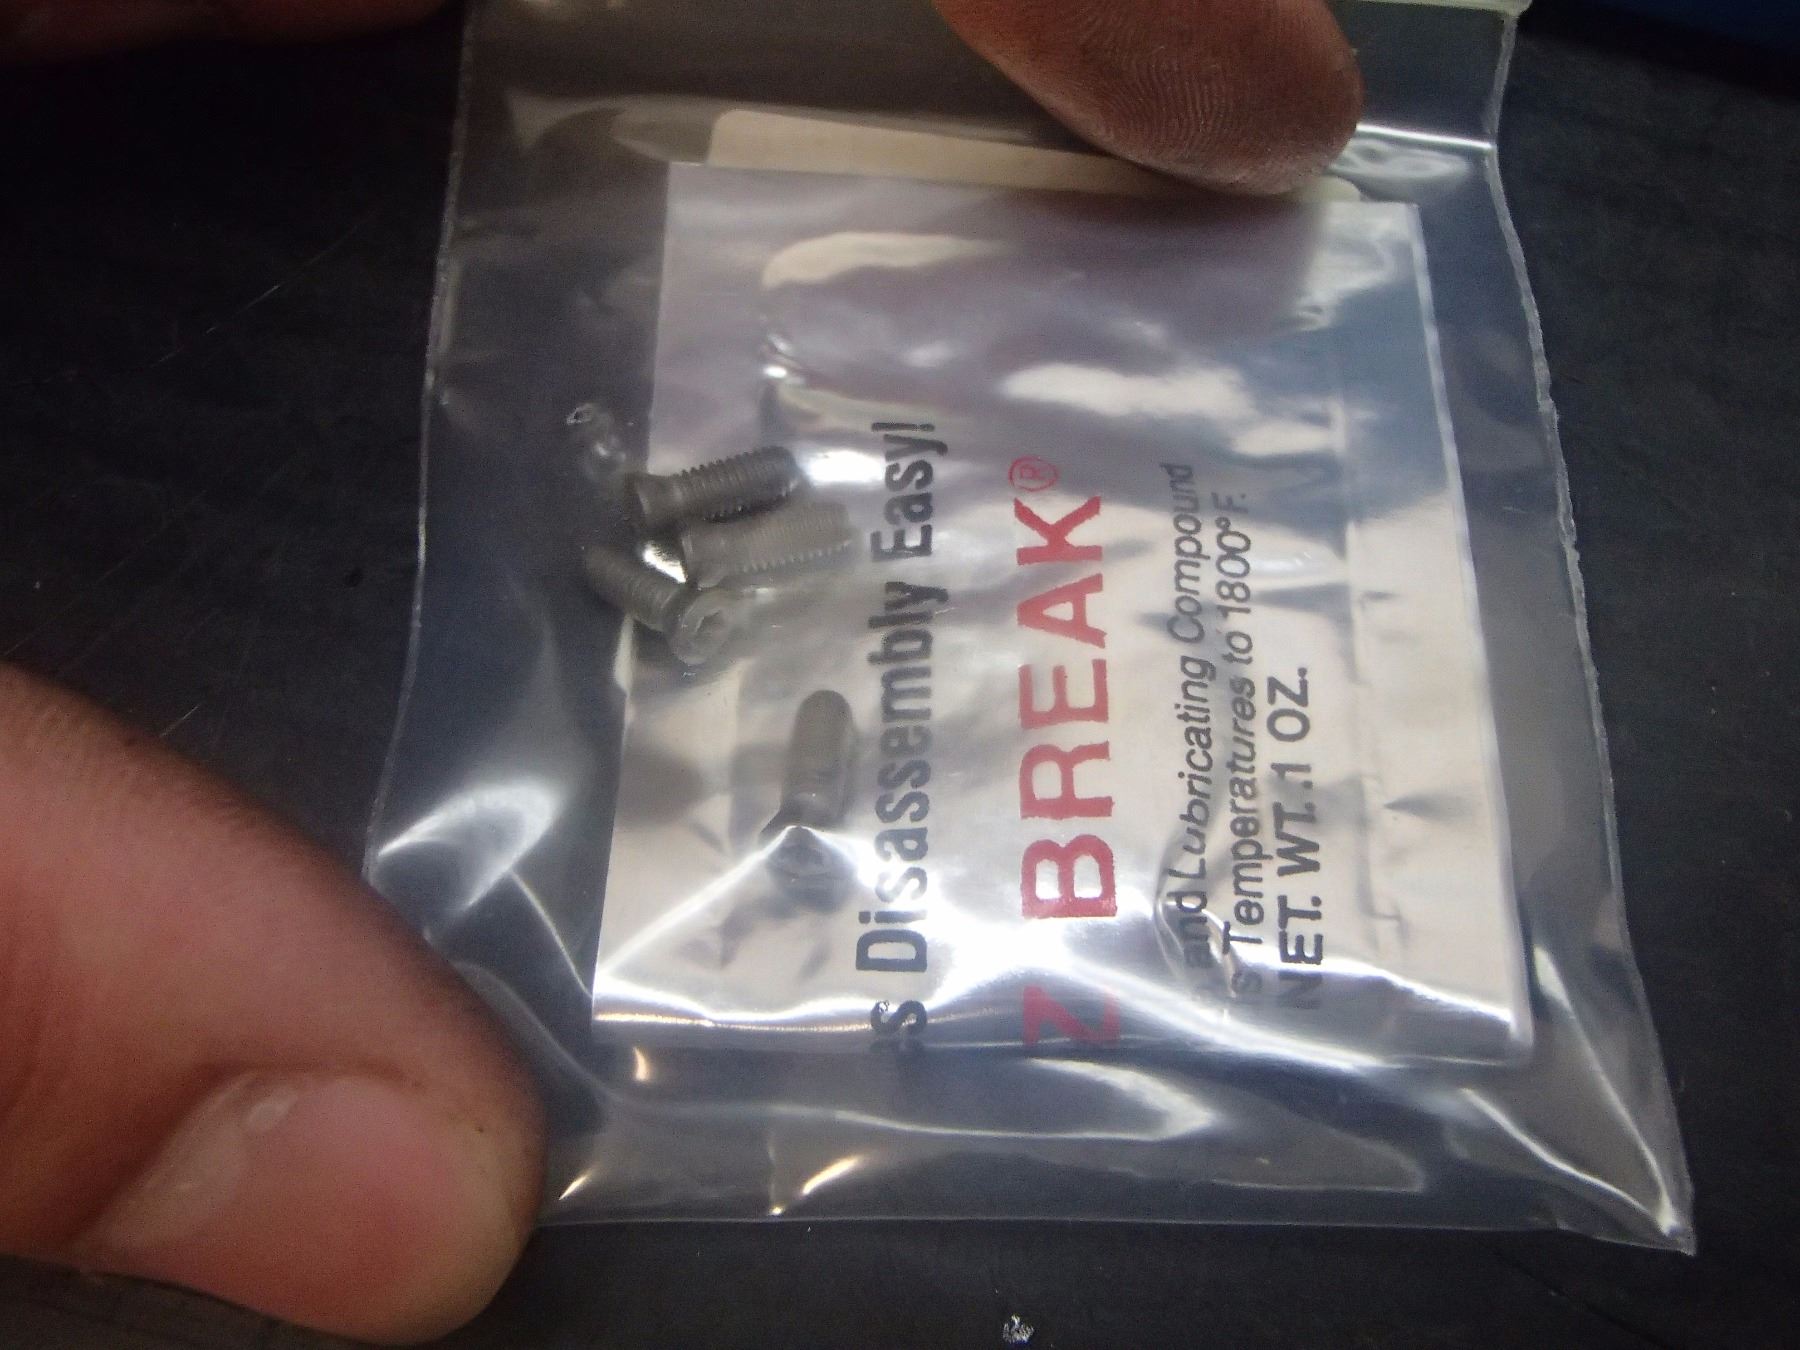 s Disassembly Easy!
Z BREAK®
and Lubricating Compound
s Temperatures to 1800°F.
NET. WT. .1 OZ.